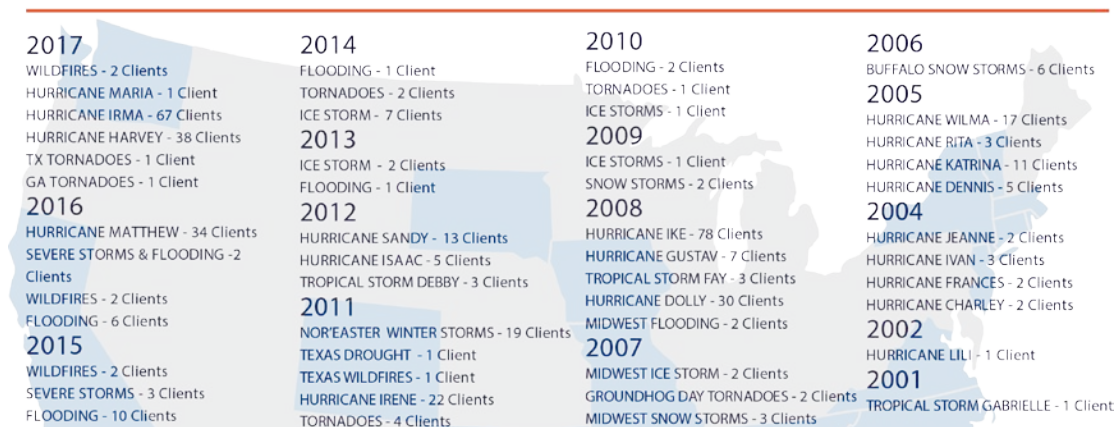 2017
WILDFIRES - 2 Clients
HURRICANE MARIA - 1 Client
HURRICANE IRMA - 67 Clients
HURRICANE HARVEY - 38 Clients
TX TORNADOES - 1 Client
GA TORNADOES - 1 Client
2016
HURRICANE MATTHEW - 34 Clients
SEVERE STORMS & FLOODING -2
Clients
WILDFIRES - 2 Clients
FLOODING - 6 Clients
2015
WILDFIRES - 2 Clients
SEVERE STORMS - 3 Clients
FLOODING - 10 Clients
2014
FLOODING - 1 Client
TORNADOES - 2 Clients
ICE STORM - 7 Clients
2013
ICE STORM - 2 Clients
FLOODING - 1 Client
2012
HURRICANE SANDY - 13 Clients
HURRICANE ISAAC - 5 Clients
TROPICAL STORM DEBBY - 3 Clients
2011
NOR'EASTER WINTER STORMS - 19 Clients
TEXAS DROUGHT - 1 Client
TEXAS WILDFIRES - 1 Client
HURRICANE IRENE - 22 Clients
TORNADOES - 4 Clients
2010
FLOODING - 2 Clients
TORNADOES - 1 Client
ICE STORMS - 1 Client
2009
ICE STORMS - 1 Client
SNOW STORMS - 2 Clients
2008
HURRICANE IKE - 78 Clients
HURRICANE GUSTAV - 7 Clients
TROPICAL STORM FAY - 3 Clients
HURRICANE DOLLY - 30 Clients
MIDWEST FLOODING - 2 Clients
2007
MIDWEST ICE STORM - 2 Clients
GROUNDHOG DAY TORNADOES - 2 Clients
MIDWEST SNOW STORMS - 3 Clients
2006
BUFFALO SNOW STORMS - 6 Clients
2005
HURRICANE WILMA - 17 Clients
HURRICANE RITA - 3 Clients
HURRICANE KATRINA - 11 Clients
HURRICANE DENNIS - 5 Clients
2004
HURRICANE JEANNE - 2 Clients
HURRICANE IVAN - 3 Clients
HURRICANE FRANCES - 2 Clients
HURRICANE CHARLEY - 2 Clients
2002
HURRICANE LILI - 1 Client
2001
TROPICAL STORM GABRIELLE - 1 Client